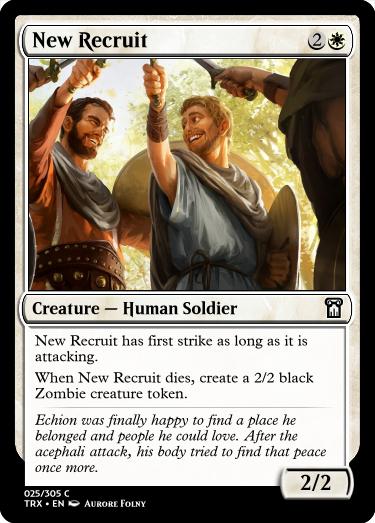 New Recruit 2
Creature — Human Soldier
New Recruit has first strike as long as it is
attacking.
When New Recruit dies, create a 2/2 black
Zombie creature token.
Echion was finally happy to find a place he
belonged and people he could love. After the
acephali attack, his body tried to find that peace
once more.
2/2
025/305 C
TRX • EN Aurore Folny